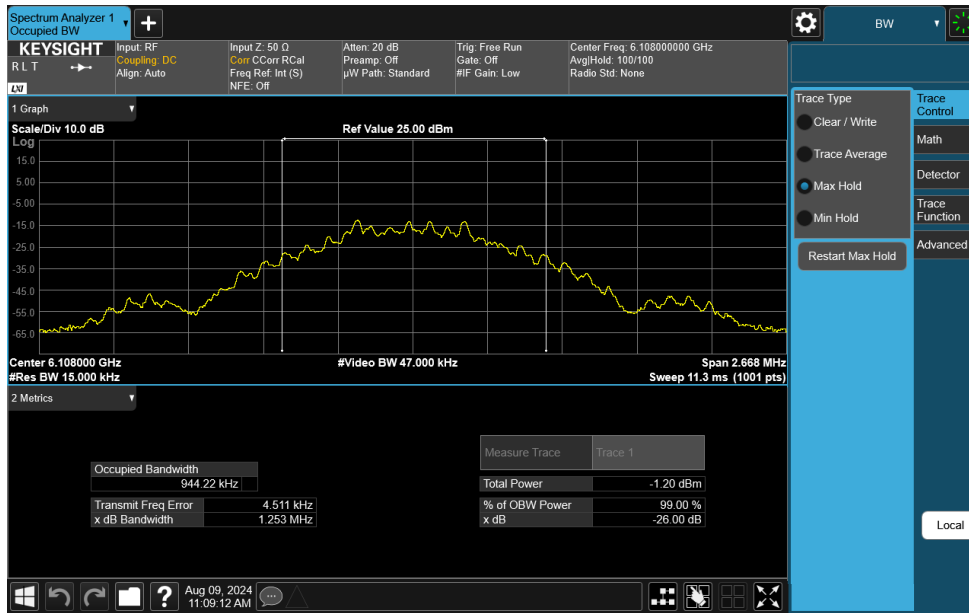 Spectrum Analyzer 1
Occupied BW
BW
KEYSIGHT
R L T
LXI
Input: RF
Coupling: DC
Align: Auto
Input Z: 50 Ω
Corr CCorr RCal
Freq Ref: Int (S)
NFE: Off
Atten: 20 dB
Preamp: Off
µW Path: Standard
Trig: Free Run
Gate: Off
#IF Gain: Low
Center Freq: 6.108000000 GHz
Avg|Hold: 100/100
Radio Std: None
1 Graph
Scale/Div 10.0 dB
Ref Value 25.00 dBm
Log
15.0
5.00
-5.00
-15.0
-25.0
-35.0
-45.0
-55.0
-65.0
Center 6.108000 GHz
#Video BW 47.000 kHz
Span 2.668 MHz
#Res BW 15.000 kHz
Sweep 11.3 ms (1001 pts)
2 Metrics
Measure Trace
Trace 1
Occupied Bandwidth
944.22 kHz
Total Power
-1.20 dBm
Transmit Freq Error
4.511 kHz
% of OBW Power
99.00 %
x dB Bandwidth
1.253 MHz
x dB
-26.00 dB
Trace Type
Clear / Write
Trace Average
Max Hold
Min Hold
Restart Max Hold
Trace
Control
Math
Detector
Trace
Function
Advanced
Local
?
Aug 09, 2024
11:09:12 AM